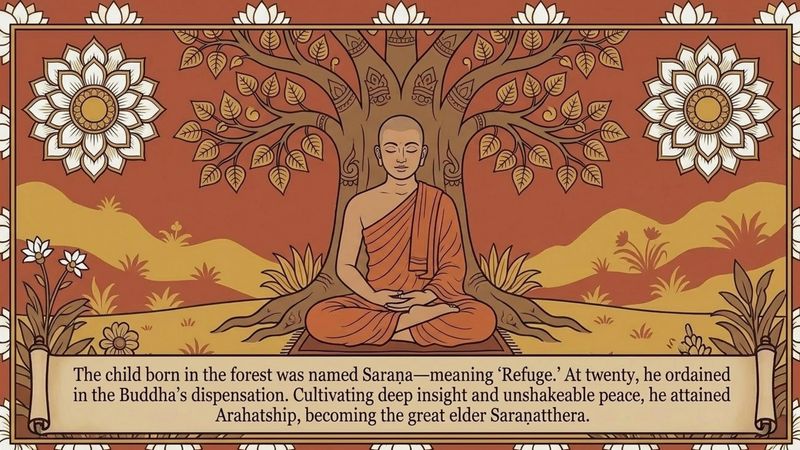 The child born in the forest was named Saraṇa—meaning ‘Refuge.’ At twenty, he ordained
in the Buddha’s dispensation. Cultivating deep insight and unshakeable peace, he attained
Arahatship, becoming the great elder Saraṇatthera.